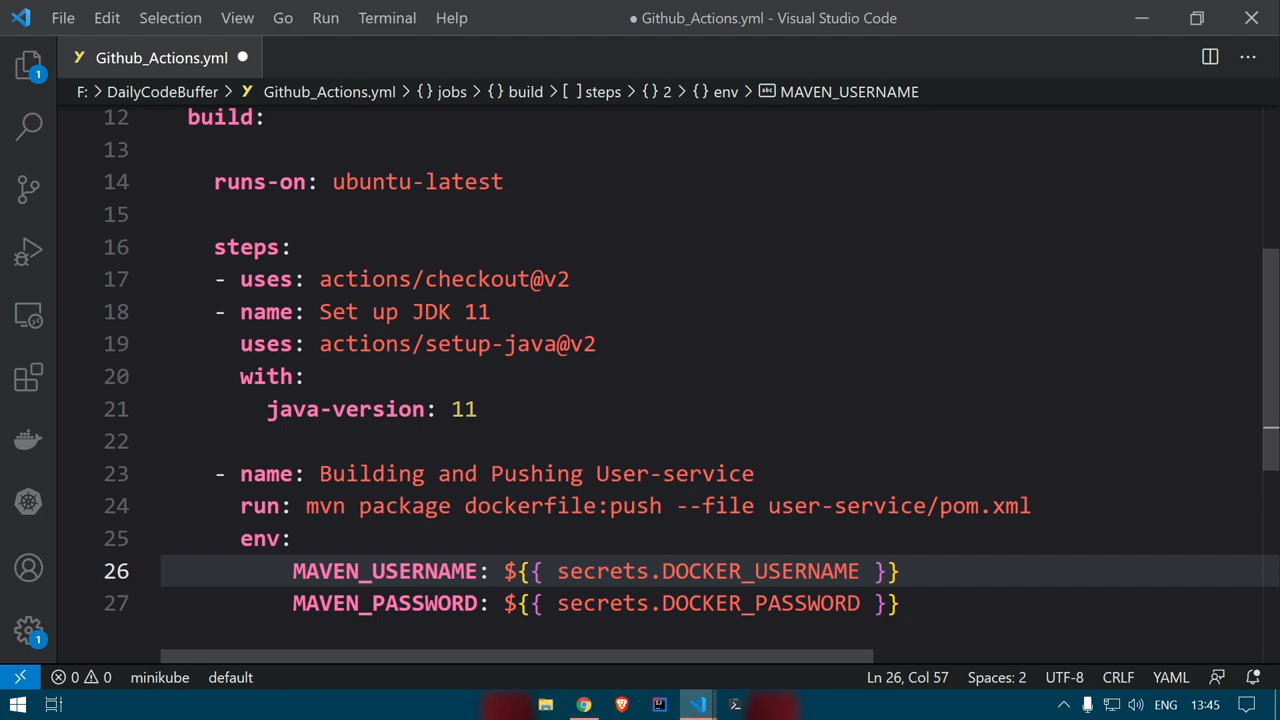 File Edit Selection View Go Run Terminal Help ● Github_Actions.yml - Visual Studio Code
Y Github_Actions.yml ●
F: > DailyCodeBuffer > Y Github_Actions.yml > {} jobs > {} build > [ ] steps > {} 2 > {} env > abc MAVEN_USERNAME
1
12 build:
13
14 runs-on: ubuntu-latest
15
16 steps:
17 - uses: actions/checkout@v2
18 - name: Set up JDK 11
19 uses: actions/setup-java@v2
20 with:
21 java-version: 11
22
23 - name: Building and Pushing User-service
24 run: mvn package dockerfile:push --file user-service/pom.xml
25 env:
26 MAVEN_USERNAME: ${{ secrets.DOCKER_USERNAME }}
27 MAVEN_PASSWORD: ${{ secrets.DOCKER_PASSWORD }}
1
0 0 minikube default Ln 26, Col 57 Spaces: 2 UTF-8 CRLF YAML
ENG 13:45